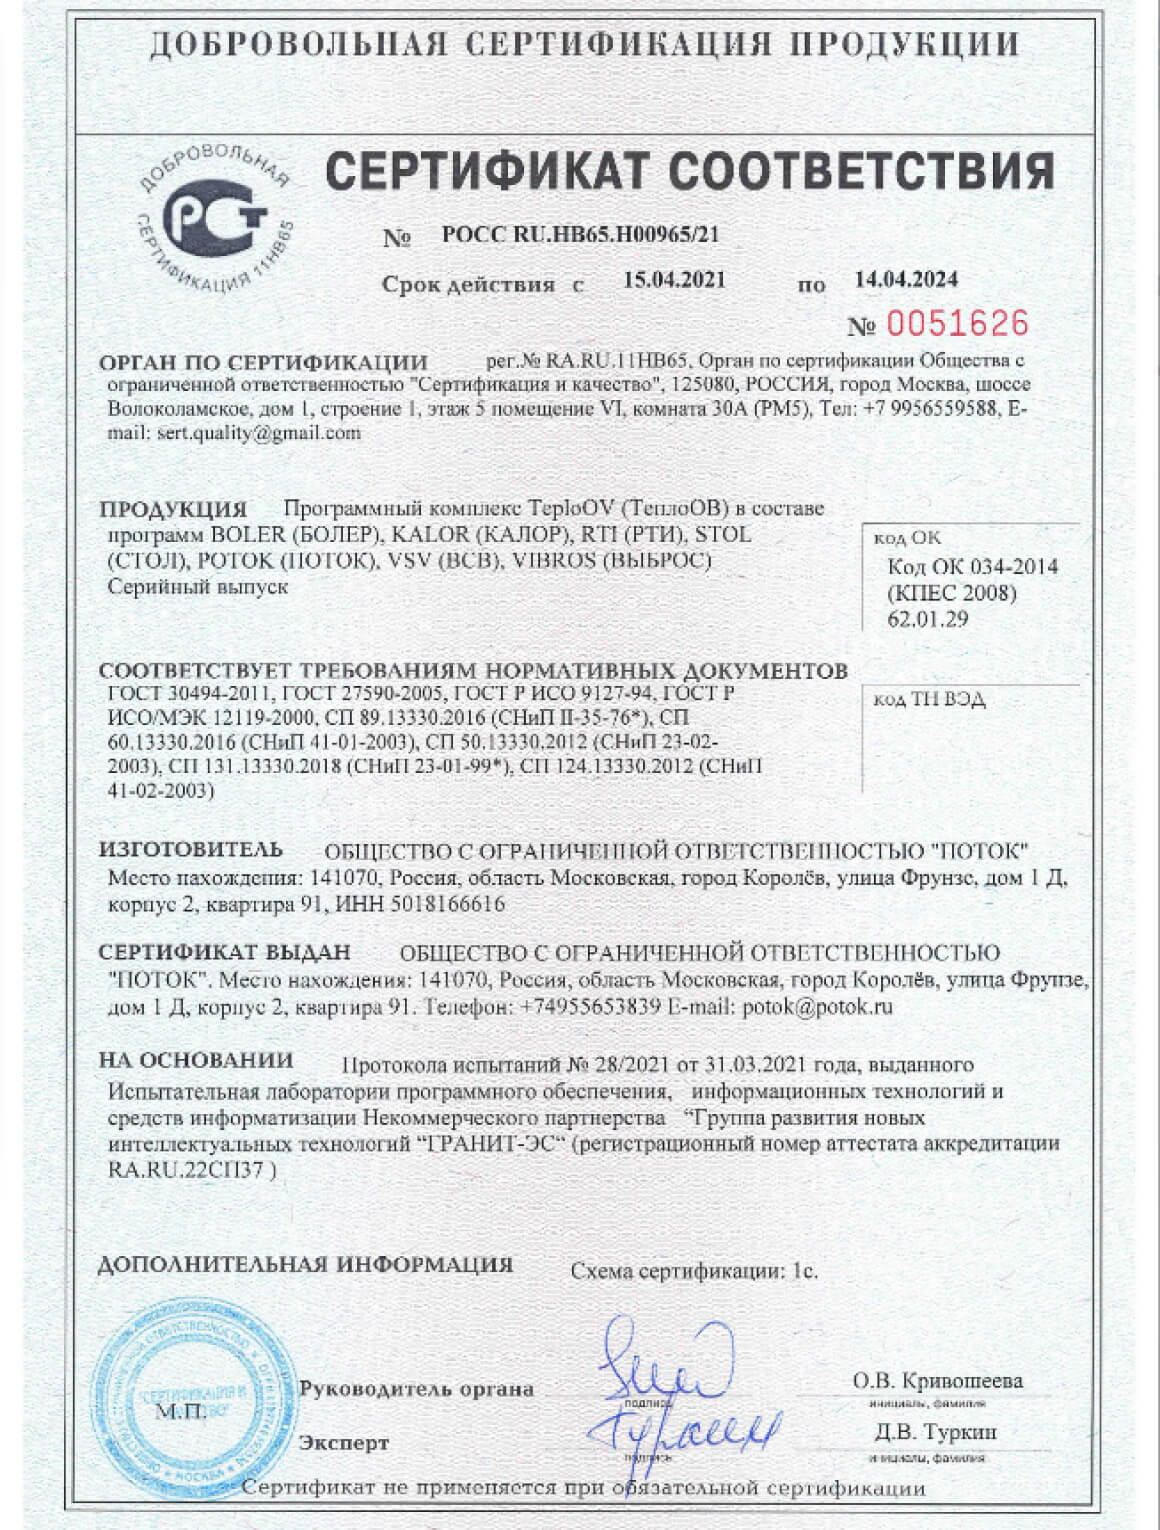 ДОБРОВОЛЬНАЯ СЕРТИФИКАЦИЯ ПРОДУКЦИИ
ДОБРОВОЛЬНАЯ
СЕРТИФИКАЦИЯ 11НВ65
РСТ
СЕРТИФИКАТ СООТВЕТСТВИЯ
№ РОСС RU.НВ65.Н00965/21
Срок действия с 15.04.2021 по 14.04.2024
№ 0051626
ОРГАН ПО СЕРТИФИКАЦИИ рег.№ RA.RU.11НВ65, Орган по сертификации Общества с
ограниченной ответственностью "Сертификация и качество", 125080, РОССИЯ, город Москва, шоссе
Волоколамское, дом 1, строение 1, этаж 5 помещение VI, комната 30А (РМ5), Тел: +7 9956559588, E-
mail: sert.quality@gmail.com
ПРОДУКЦИЯ Программный комплекс TeploOV (ТеплоОВ) в составе
программ BOLER (БОЛЕР), KALOR (КАЛОР), RTI (РТИ), STOL
(СТОЛ), POTOK (ПОТОК), VSV (ВСВ), VIBROS (ВЫБРОС)
Серийный выпуск
код ОК
Код ОК 034-2014
(КПЕС 2008)
62.01.29
СООТВЕТСТВУЕТ ТРЕБОВАНИЯМ НОРМАТИВНЫХ ДОКУМЕНТОВ
ГОСТ 30494-2011, ГОСТ 27590-2005, ГОСТ Р ИСО 9127-94, ГОСТ Р
ИСО/МЭК 12119-2000, СП 89.13330.2016 (СНиП II-35-76*), СП
60.13330.2016 (СНиП 41-01-2003), СП 50.13330.2012 (СНиП 23-02-
2003), СП 131.13330.2018 (СНиП 23-01-99*), СП 124.13330.2012 (СНиП
41-02-2003)
код ТН ВЭД
ИЗГОТОВИТЕЛЬ ОБЩЕСТВО С ОГРАНИЧЕННОЙ ОТВЕТСТВЕННОСТЬЮ "ПОТОК"
Место нахождения: 141070, Россия, область Московская, город Королёв, улица Фрунзе, дом 1 Д,
корпус 2, квартира 91, ИНН 5018166616
СЕРТИФИКАТ ВЫДАН ОБЩЕСТВО С ОГРАНИЧЕННОЙ ОТВЕТСТВЕННОСТЬЮ
"ПОТОК". Место нахождения: 141070, Россия, область Московская, город Королёв, улица Фрунзе,
дом 1 Д, корпус 2, квартира 91. Телефон: +74955653839 E-mail: potok@potok.ru
НА ОСНОВАНИИ Протокола испытаний № 28/2021 от 31.03.2021 года, выданного
Испытательная лаборатории программного обеспечения, информационных технологий и
средств информатизации Некоммерческого партнерства “Группа развития новых
интеллектуальных технологий “ГРАНИТ-ЭС“ (регистрационный номер аттестата аккредитации
RA.RU.22СП37 )
ДОПОЛНИТЕЛЬНАЯ ИНФОРМАЦИЯ Схема сертификации: 1с.
М.П.
Руководитель органа
подпись
О.В. Кривошеева
инициалы, фамилия
Эксперт
подпись
Д.В. Туркин
инициалы, фамилия
Сертификат не применяется при обязательной сертификации